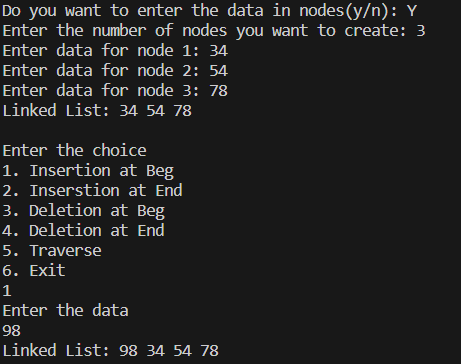 Do you want to enter the data in nodes(y/n): Y
Enter the number of nodes you want to create: 3
Enter data for node 1: 34
Enter data for node 2: 54
Enter data for node 3: 78
Linked List: 34 54 78
Enter the choice
1. Insertion at Beg
2. Inserstion at End
3. Deletion at Beg
4. Deletion at End
5. Traverse
6. Exit
1
Enter the data
98
Linked List: 98 34 54 78